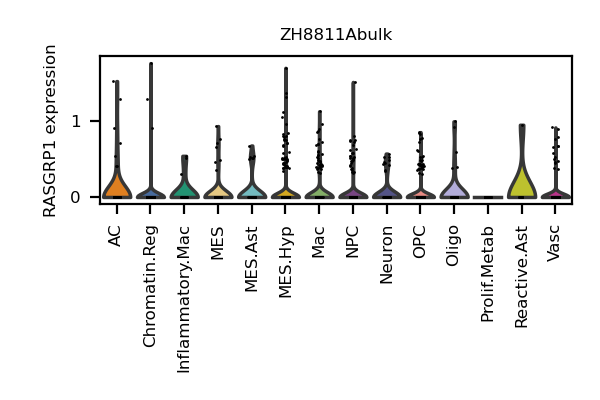 ZH8811Abulk
RASGRP1 expression
1
0
AC
Chromatin.Reg
Inflammatory.Mac
MES
MES.Ast
MES.Hyp
Mac
NPC
Neuron
OPC
Oligo
Prolif.Metab
Reactive.Ast
Vasc